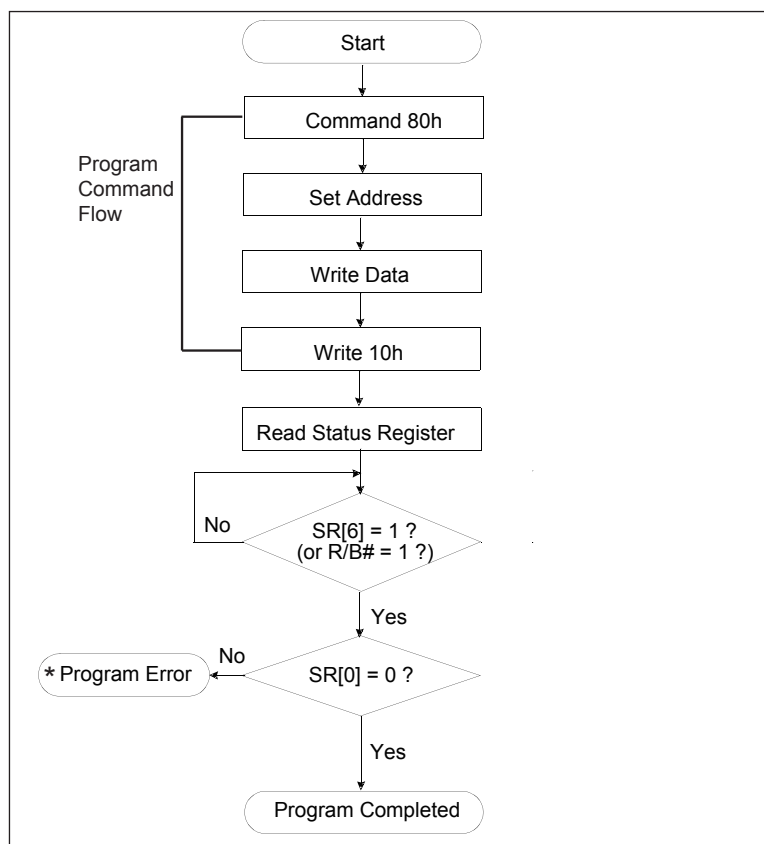 Start
Command 80h
Program
Command
Flow
Set Address
Write Data
Write 10h
Read Status Register
No
SR[6] = 1 ?
(or R/B# = 1 ?)
Yes
* Program Error
No
SR[0] = 0 ?
Yes
Program Completed